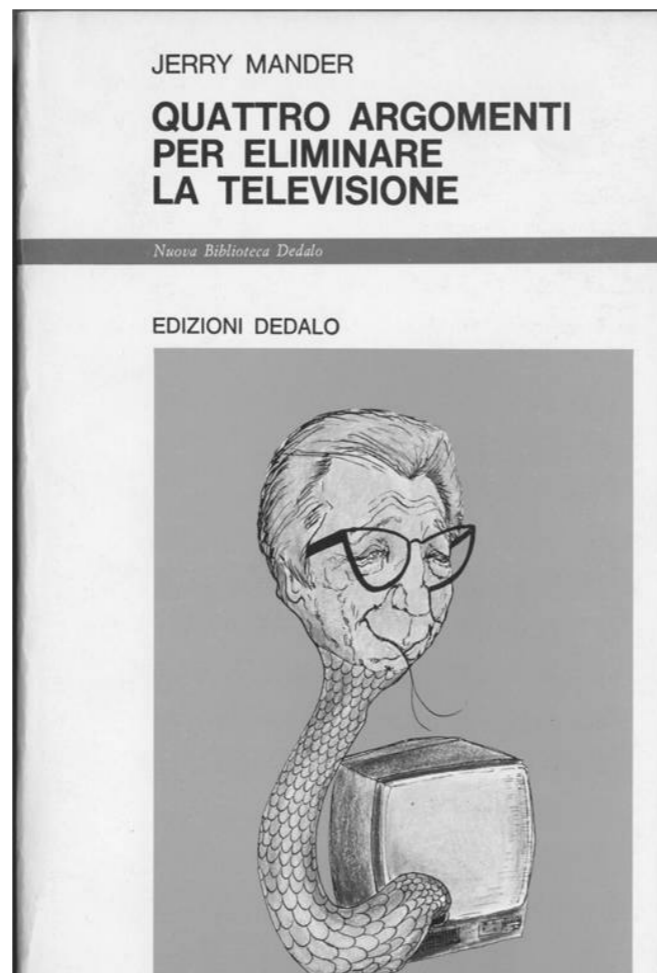 JERRY MANDER
QUATTRO ARGOMENTI
PER ELIMINARE
LA TELEVISIONE
Nuova Biblioteca Dedalo
EDIZIONI DEDALO